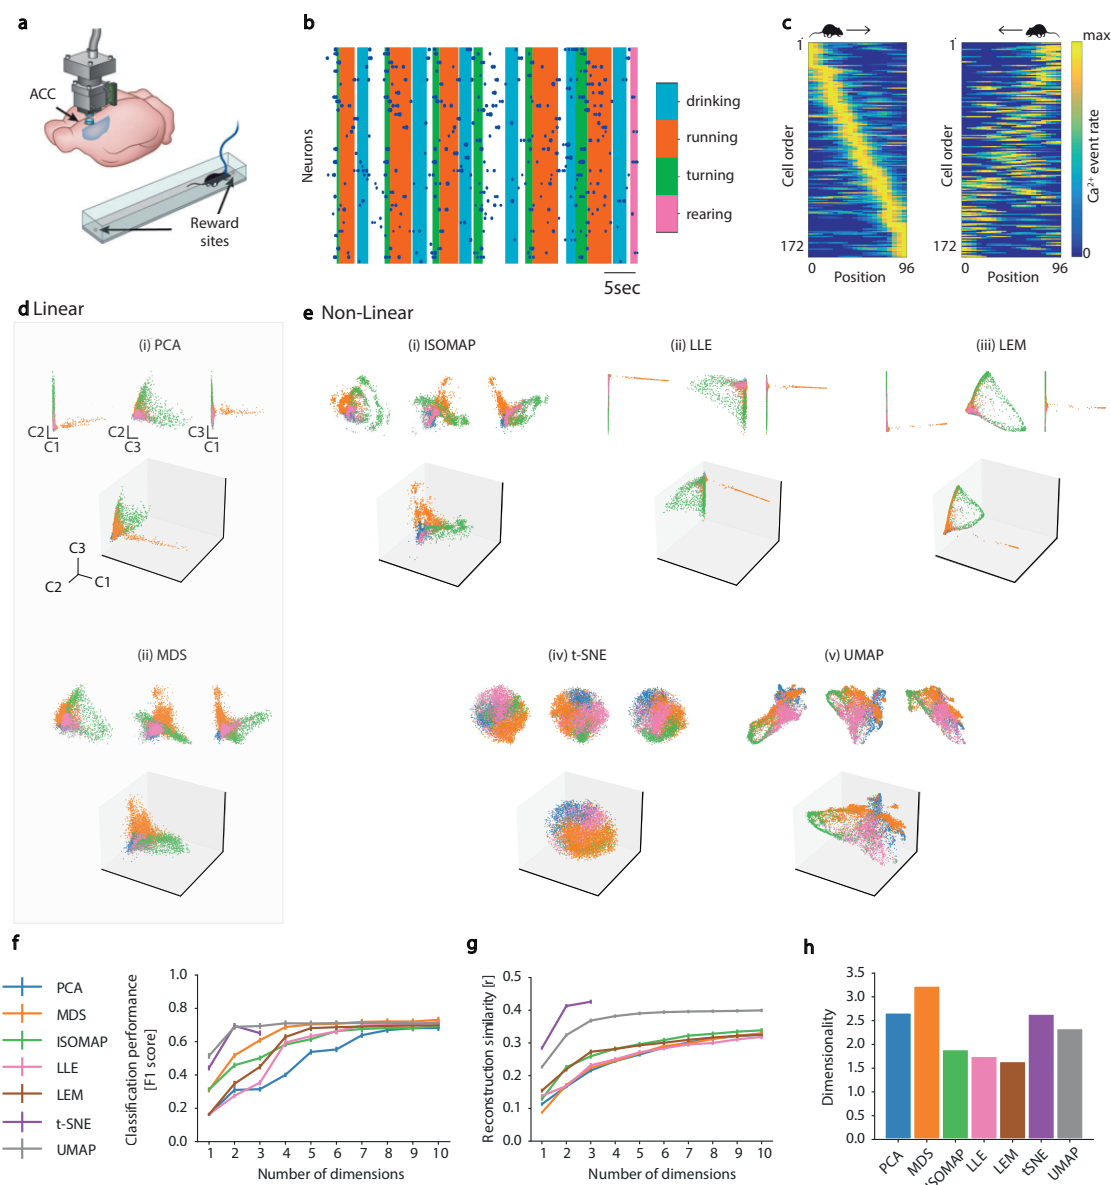 a
ACC
Reward
sites
b
Neurons
drinking
running
turning
rearing
5sec
c
1
Cell order
172
0
96
Position
1
Cell order
172
0
96
Position
max
Ca²⁺ event rate
0
d Linear
(i) PCA
C2
C1
C2
C3
C3
C1
C3
C2
C1
(ii) MDS
e Non-Linear
(i) ISOMAP
(ii) LLE
(iii) LEM
(iv) t-SNE
(v) UMAP
f
PCA
MDS
ISOMAP
LLE
LEM
t-SNE
UMAP
Classification performance
[F1 score]
1.0
0.8
0.6
0.4
0.2
0.0
1 2 3 4 5 6 7 8 9 10
Number of dimensions
g
Reconstruction similarity [r]
0.5
0.4
0.3
0.2
0.1
0.0
1 2 3 4 5 6 7 8 9 10
Number of dimensions
h
Dimensionality
3.5
3.0
2.5
2.0
1.5
1.0
0.5
0.0
PCA
MDS
ISOMAP
LLE
LEM
tSNE
UMAP